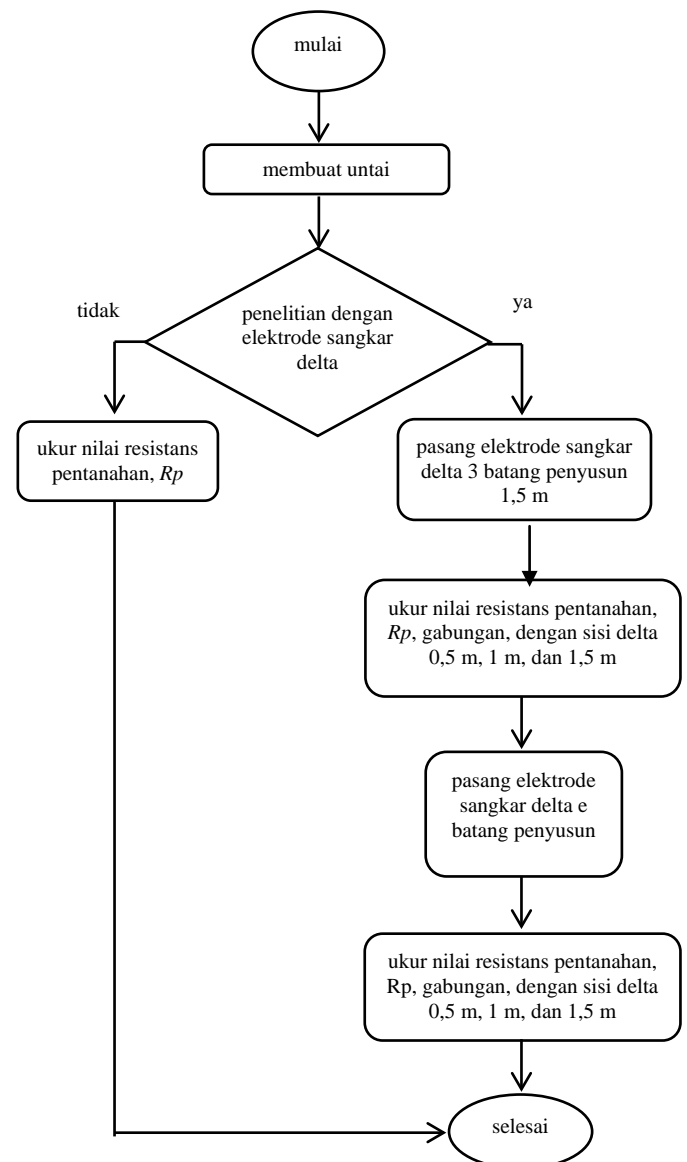 mulai
membuat untai
tidak
ya
penelitian dengan
elektrode sangkar
delta
ukur nilai resistans
pentanahan, Rp
pasang elektrode sangkar
delta 3 batang penyusun
1,5 m
ukur nilai resistans pentanahan,
Rp, gabungan, dengan sisi delta
0,5 m, 1 m, dan 1,5 m
pasang elektrode
sangkar delta e
batang penyusun
ukur nilai resistans pentanahan,
Rp, gabungan, dengan sisi delta
0,5 m, 1 m, dan 1,5 m
selesai